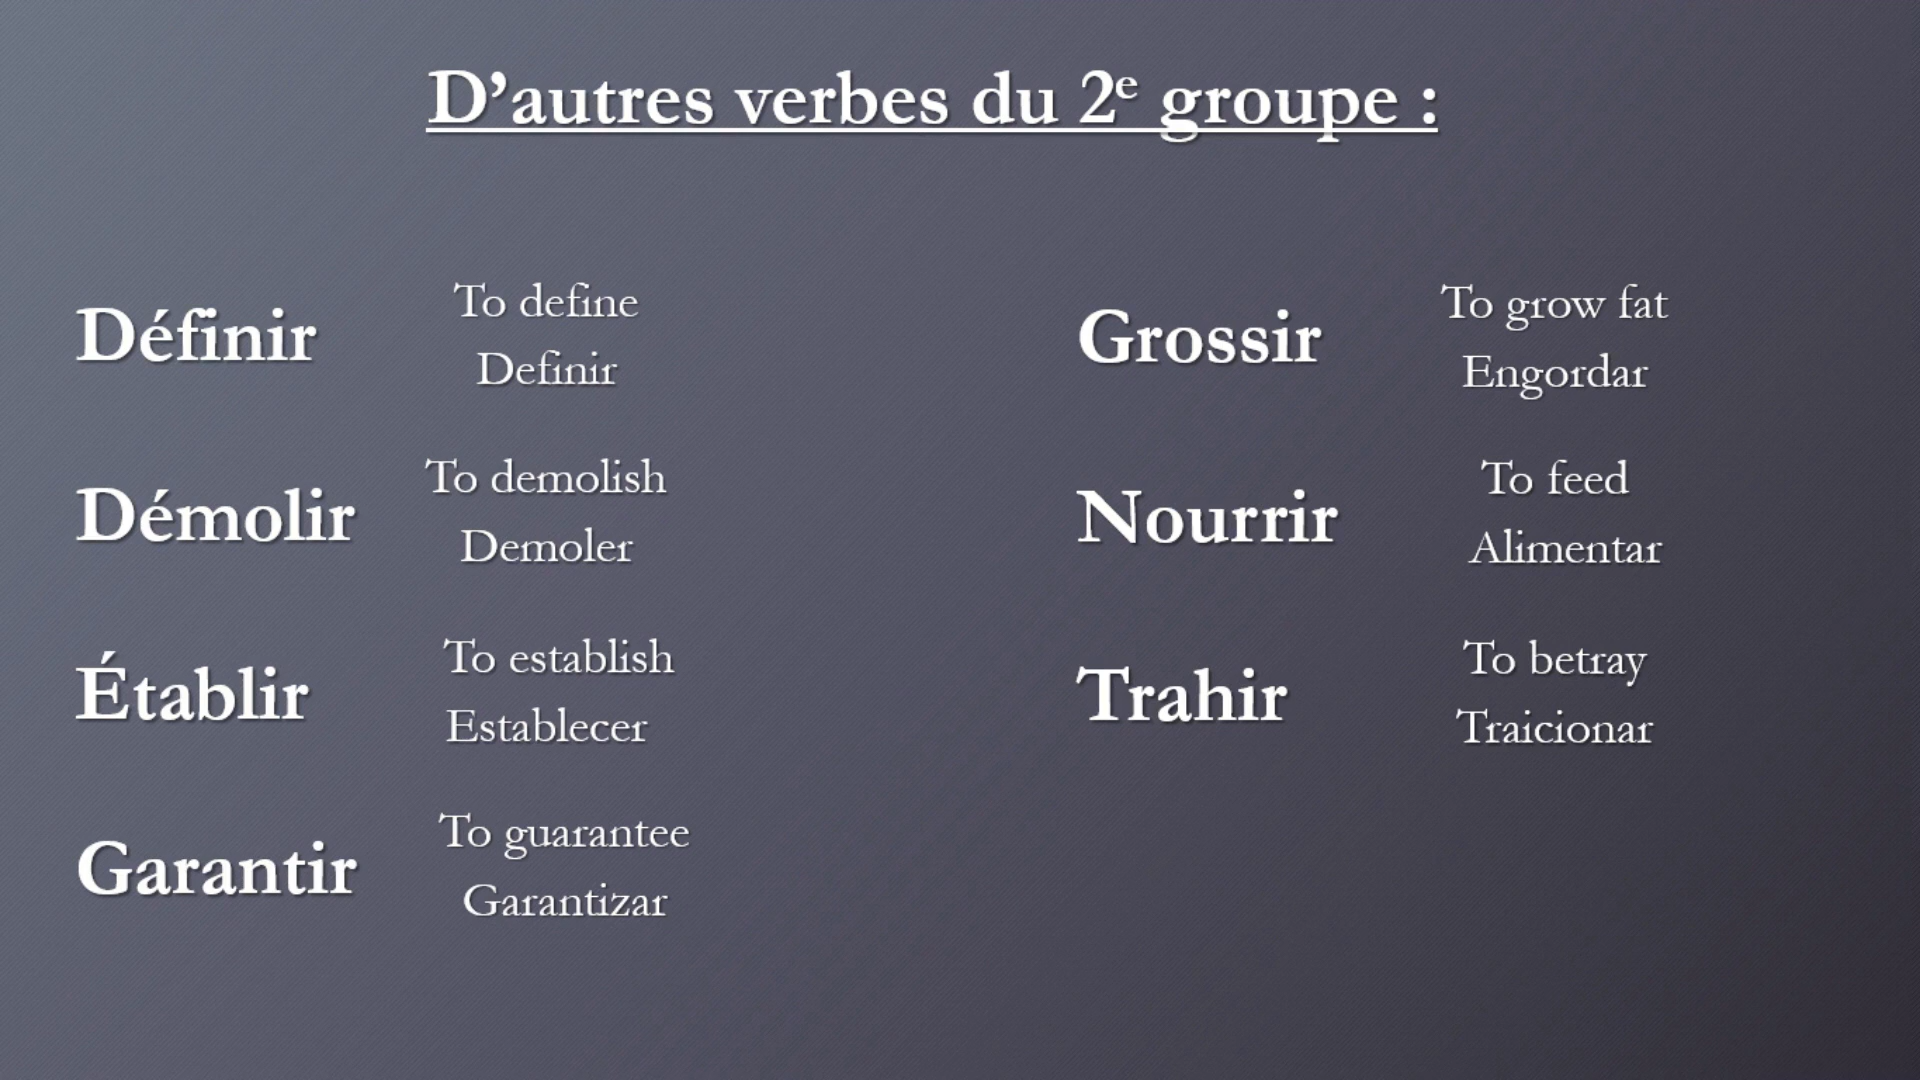 D’autres verbes du 2e groupe :
Définir
To define
Definir
Démolir
To demolish
Demoler
Établir
To establish
Establecer
Garantir
To guarantee
Garantizar
Grossir
To grow fat
Engordar
Nourrir
To feed
Alimentar
Trahir
To betray
Traicionar